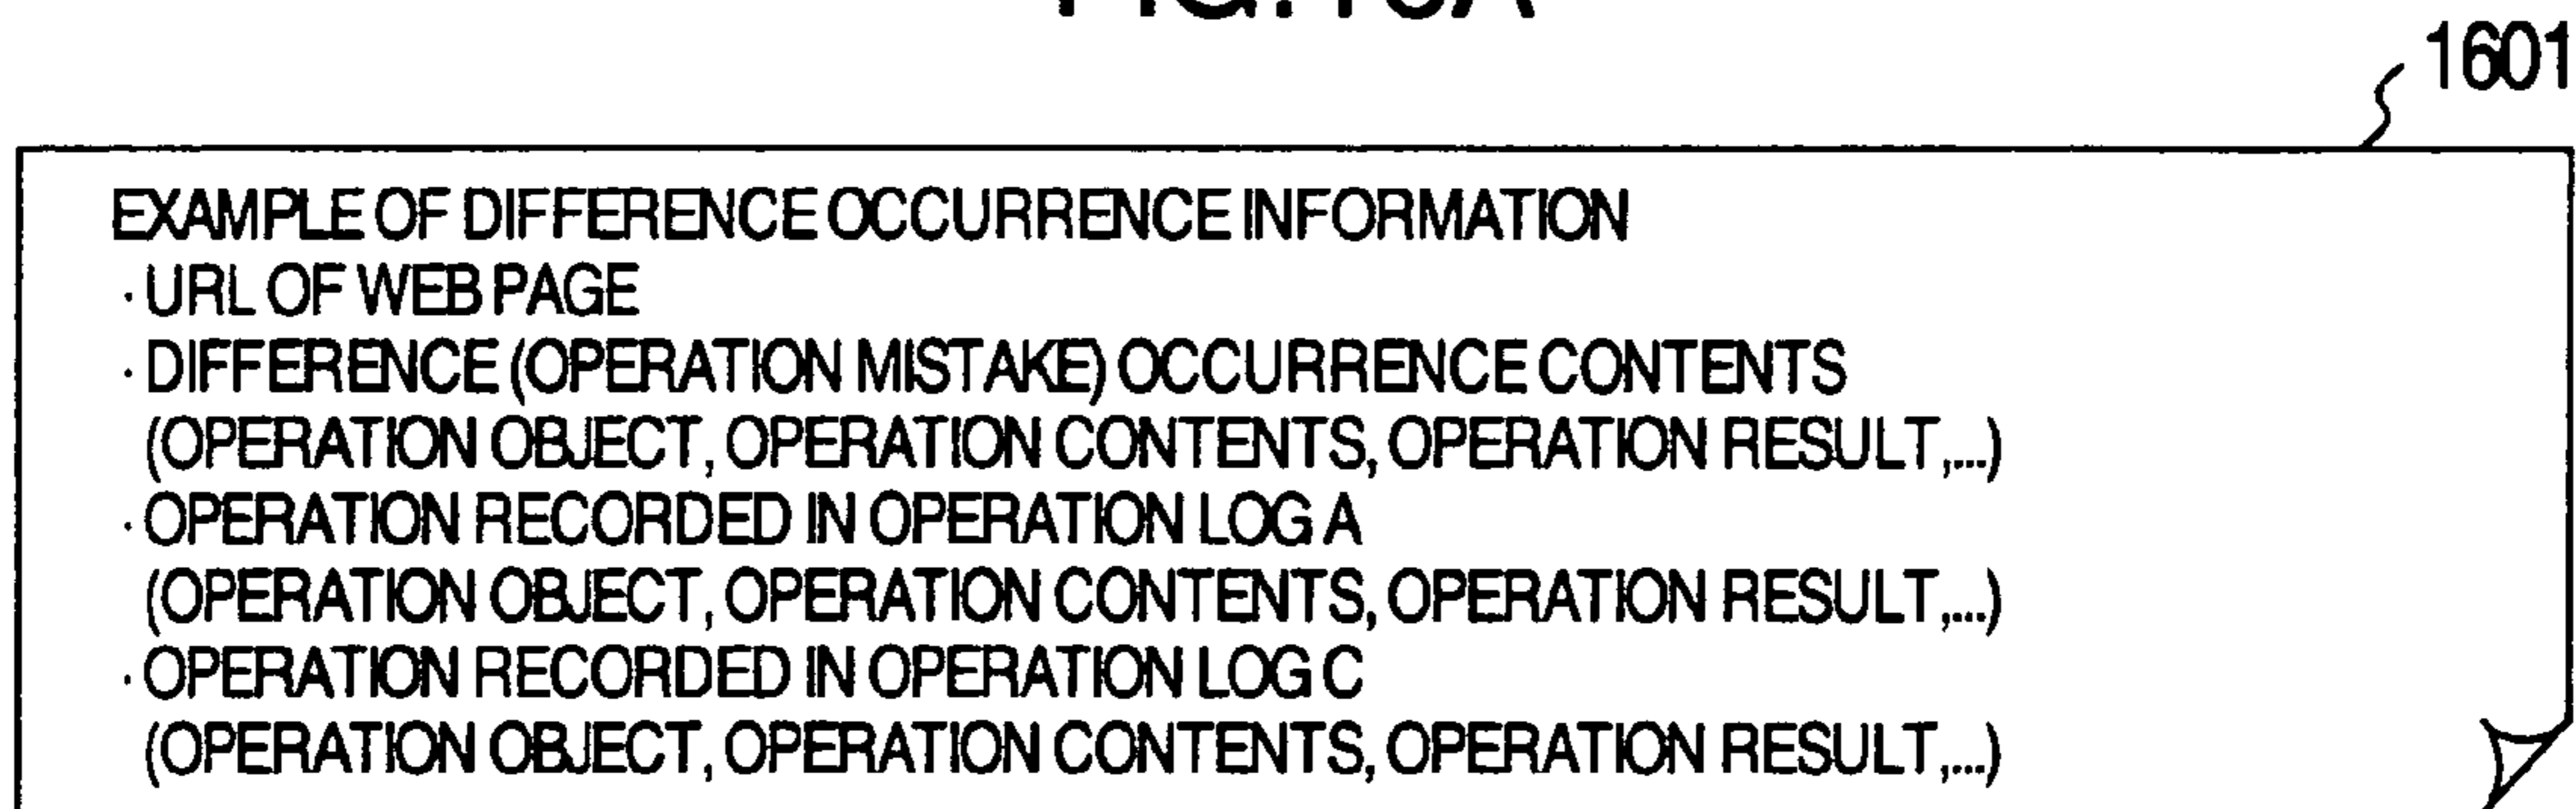 FIG.16A
1601
EXAMPLE OF DIFFERENCE OCCURRENCE INFORMATION
· URL OF WEB PAGE
· DIFFERENCE (OPERATION MISTAKE) OCCURRENCE CONTENTS
(OPERATION OBJECT, OPERATION CONTENTS, OPERATION RESULT,...)
· OPERATION RECORDED IN OPERATION LOG A
(OPERATION OBJECT, OPERATION CONTENTS, OPERATION RESULT,...)
· OPERATION RECORDED IN OPERATION LOG C
(OPERATION OBJECT, OPERATION CONTENTS, OPERATION RESULT,...)